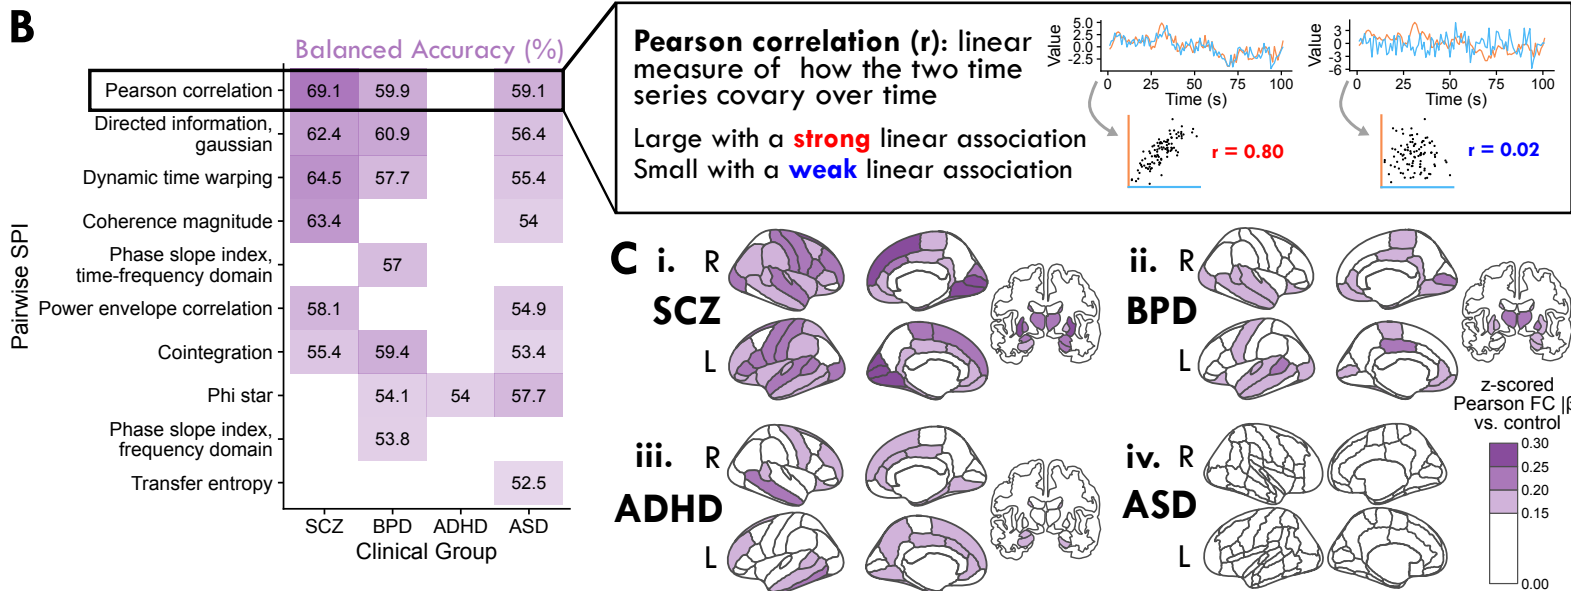 B
Balanced Accuracy (%)
Pairwise SPI
Pearson correlation 69.1 59.9 59.1
Directed information, gaussian 62.4 60.9 56.4
Dynamic time warping 64.5 57.7 55.4
Coherence magnitude 63.4 54
Phase slope index, time-frequency domain 57
Power envelope correlation 58.1 54.9
Cointegration 55.4 59.4 53.4
Phi star 54.1 54 57.7
Phase slope index, frequency domain 53.8
Transfer entropy 52.5
SCZ BPD ADHD ASD
Clinical Group
Pearson correlation (r): linear
measure of how the two time
series covary over time
Large with a strong linear association
Small with a weak linear association
Value
5.0
2.5
0.0
-2.5
0 25 50 75 100
Time (s)
r = 0.80
Value
3
0
-3
-6
0 25 50 75 100
Time (s)
r = 0.02
C
i. R
SCZ
L
ii. R
BPD
L
iii. R
ADHD
L
iv. R
ASD
L
z-scored
Pearson FC |β
vs. control
0.30
0.25
0.20
0.15
0.00